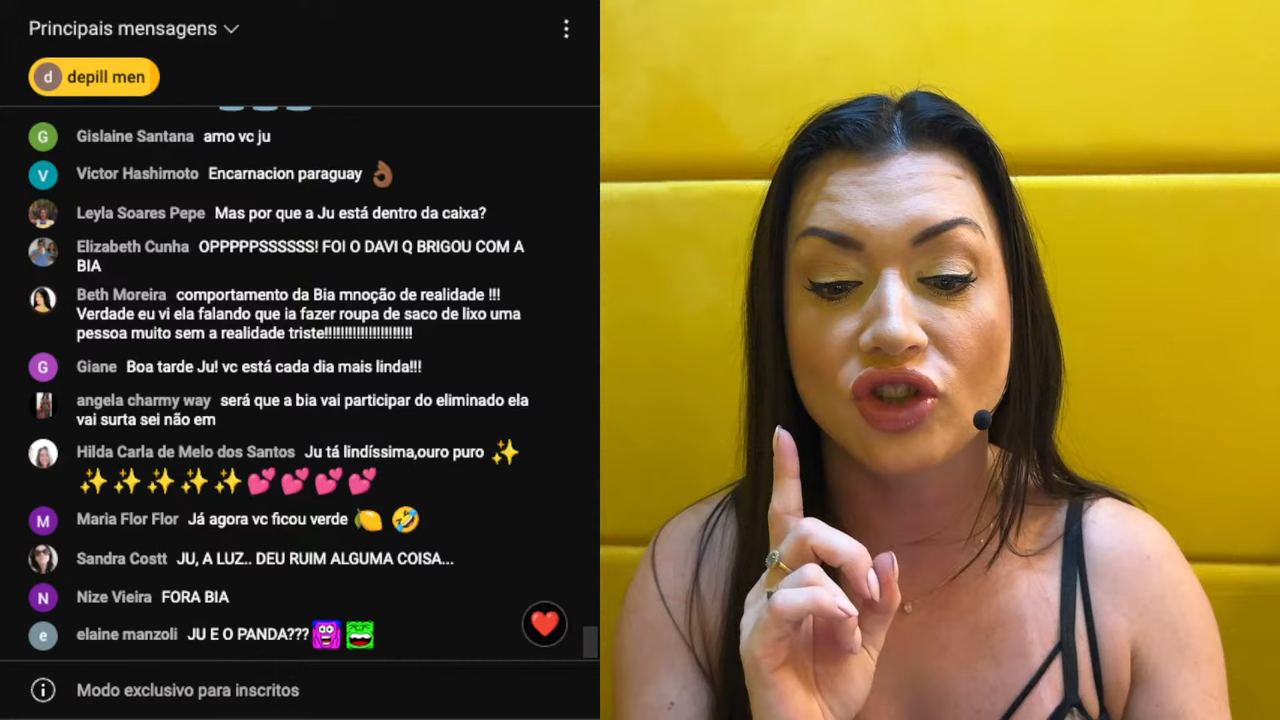 Principais mensagens
d depill men
G Gislaine Santana amo vc ju
V Victor Hashimoto Encarnacion paraguay 👌🏾
Leyla Soares Pepe Mas por que a Ju está dentro da caixa?
Elizabeth Cunha OPPPPPSSSSSS! FOI O DAVI Q BRIGOU COM A
BIA
Beth Moreira comportamento da Bia mnoção de realidade !!!
Verdade eu vi ela falando que ia fazer roupa de saco de lixo uma
pessoa muito sem a realidade triste!!!!!!!!!!!!!!!!!!!!!!
G Giane Boa tarde Ju! vc está cada dia mais linda!!!
angela charmy way será que a bia vai participar do eliminado ela
vai surta sei não em
Hilda Carla de Melo dos Santos Ju tá lindíssima,ouro puro ✨
✨✨✨✨✨💕💕💕💕
M Maria Flor Flor Já agora vc ficou verde 🍋 🤣
Sandra Costt JU, A LUZ.. DEU RUIM ALGUMA COISA...
N Nize Vieira FORA BIA
e elaine manzoli JU E O PANDA???
Modo exclusivo para inscritos